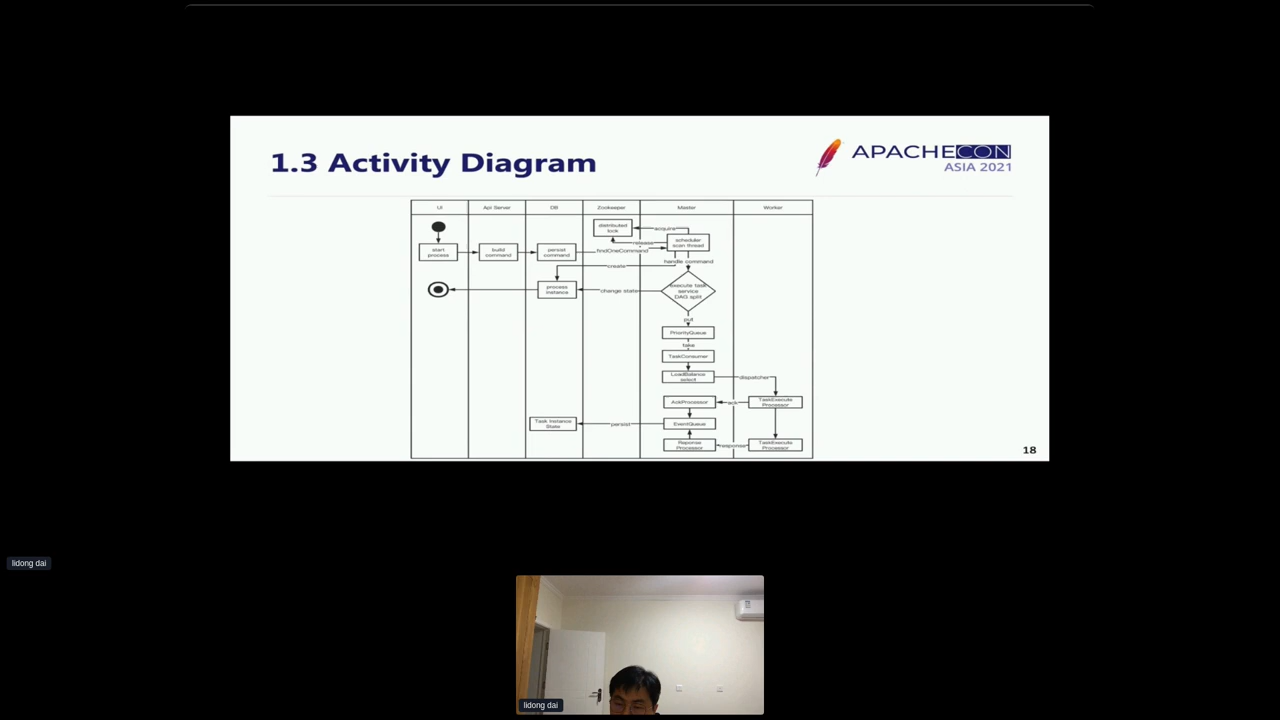 1.3 Activity Diagram
APACHECON
ASIA 2021
UI
Api Server
DB
Zookeeper
Master
Worker
distributed
lock
acquire
release
scheduler
scan thread
start
process
build
command
persist
command
findOneCommand
handle command
create
process
instance
change state
execute task
service
DAG split
put
PriorityQueue
take
TaskConsumer
LoadBalance
select
dispatcher
AckProcessor
ack
TaskExecute
Processor
Task Instance
State
persist
EventQueue
Reponse
Processor
response
TaskExecute
Processor
18
lidong dai
lidong dai